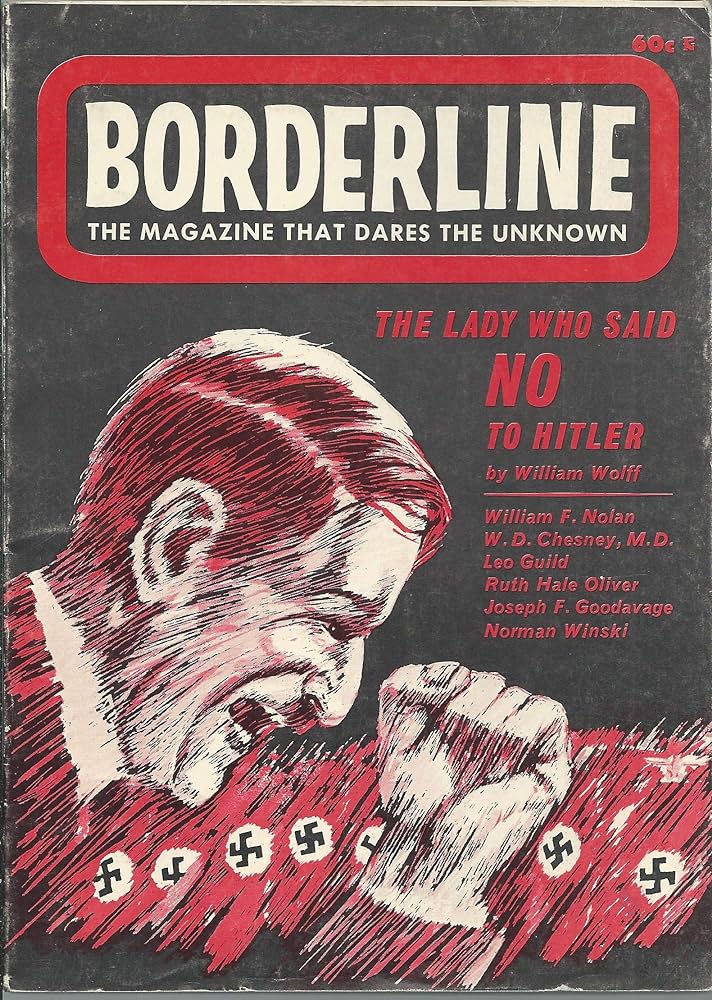 60¢
BORDERLINE
THE MAGAZINE THAT DARES THE UNKNOWN
THE LADY WHO SAID
NO
TO HITLER
by William Wolff
William F. Nolan
W. D. Chesney, M.D.
Leo Guild
Ruth Hale Oliver
Joseph F. Goodavage
Norman Winski